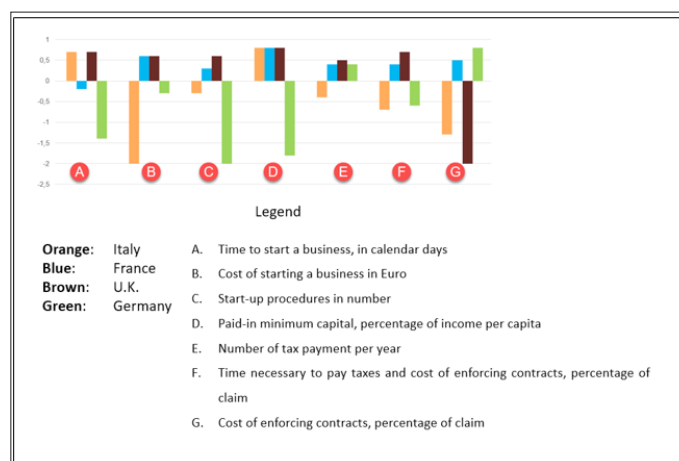 1
0,5
0
-0,5
-1
-1,5
-2
-2,5
A B C D E F G
Legend
Orange: Italy
Blue: France
Brown: U.K.
Green: Germany
A. Time to start a business, in calendar days
B. Cost of starting a business in Euro
C. Start-up procedures in number
D. Paid-in minimum capital, percentage of income per capita
E. Number of tax payment per year
F. Time necessary to pay taxes and cost of enforcing contracts, percentage of
claim
G. Cost of enforcing contracts, percentage of claim